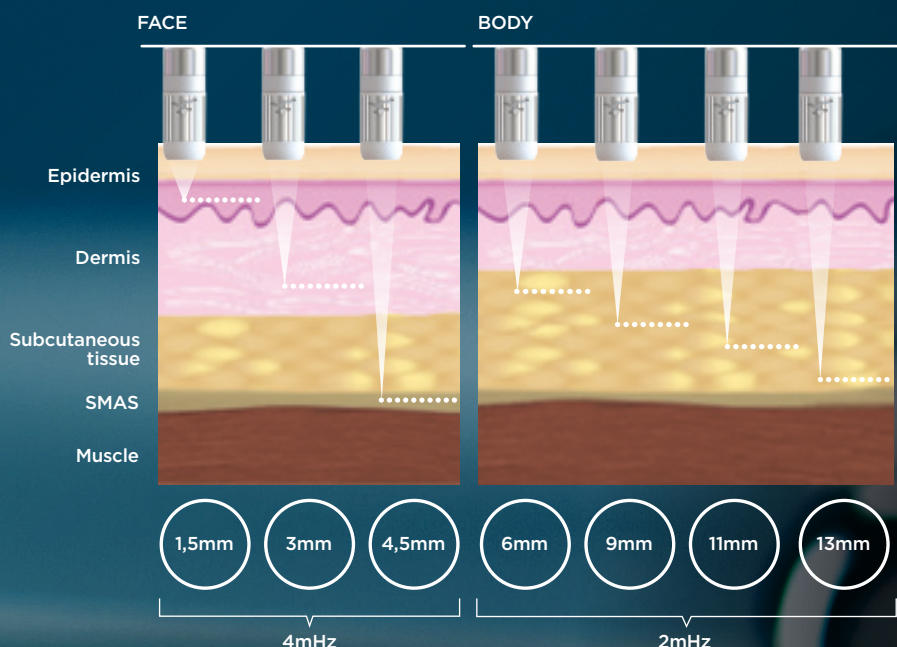 FACE
BODY
Epidermis
Dermis
Subcutaneous
tissue
SMAS
Muscle
1,5mm
3mm
4,5mm
6mm
9mm
11mm
13mm
4mHz
2mHz